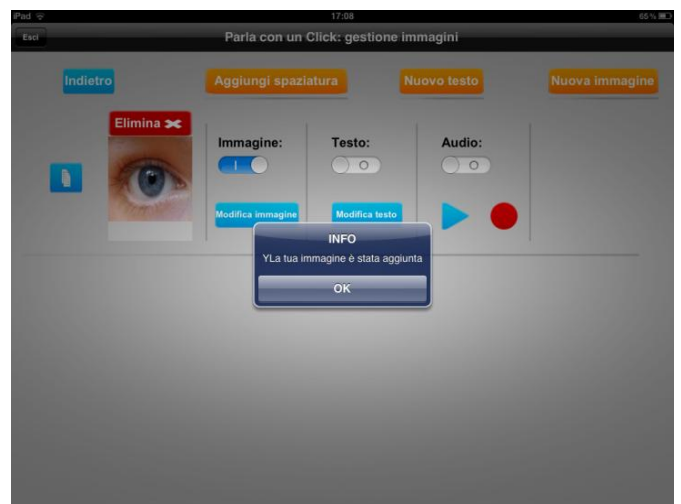 iPad 17:08 65 %
Esci Parla con un Click: gestione immagini
Indietro Aggiungi spaziatura Nuovo testo Nuova immagine
Elimina
Immagine: Testo: Audio:
Modifica immagine Modifica testo
INFO
YLa tua immagine è stata aggiunta
OK